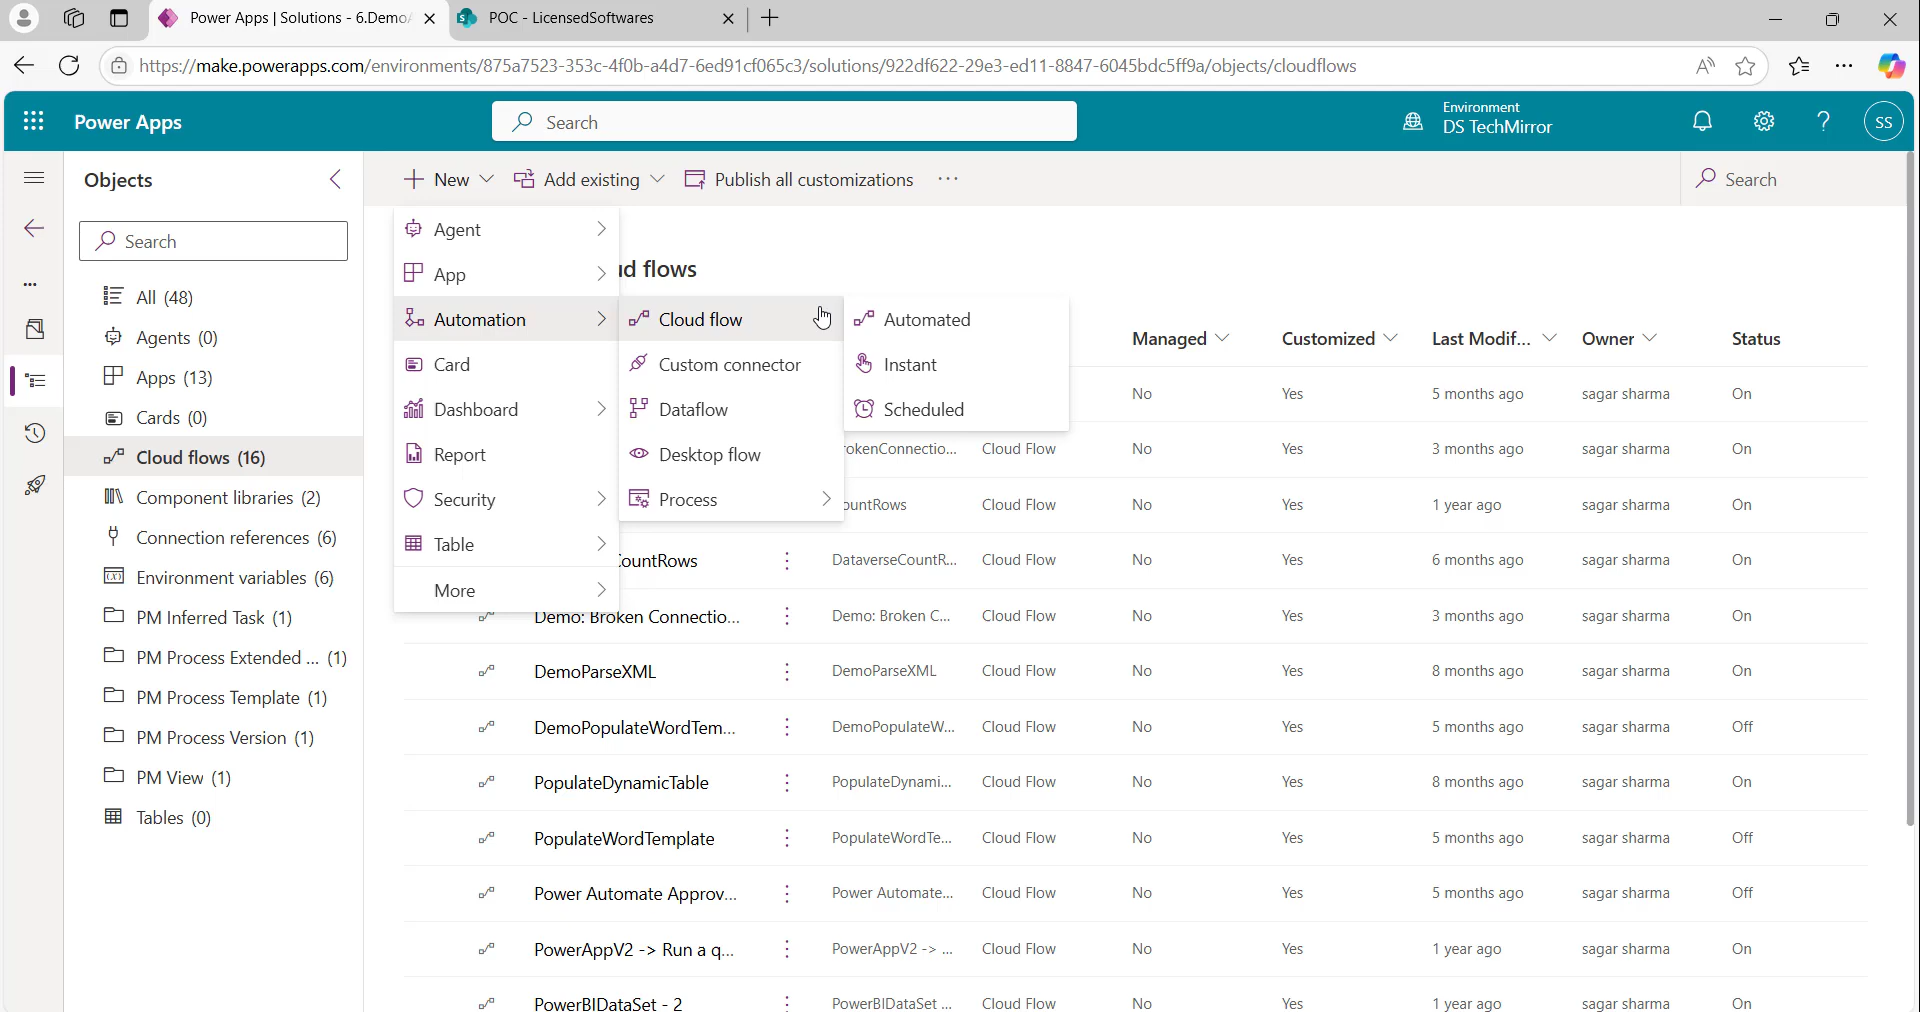 Power Apps | Solutions - 6.Demo
POC - LicensedSoftwares
https://make.powerapps.com/environments/875a7523-353c-4f0b-a4d7-6ed91cf065c3/solutions/922df622-29e3-ed11-8847-6045bdc5ff9a/objects/cloudflows
Power Apps
Search
Environment
DS TechMirror
SS
Objects
New
Add existing
Publish all customizations
Search
Search
All (48)
Agents (0)
Apps (13)
Cards (0)
Cloud flows (16)
Component libraries (2)
Connection references (6)
Environment variables (6)
PM Inferred Task (1)
PM Process Extended ... (1)
PM Process Template (1)
PM Process Version (1)
PM View (1)
Tables (0)
Agent
App
Automation
Card
Dashboard
Report
Security
Table
More
Cloud flow
Custom connector
Dataflow
Desktop flow
Process
Automated
Instant
Scheduled
ud flows
Managed Customized Last Modif... Owner Status
No Yes 5 months ago sagar sharma On
rokenConnectio... Cloud Flow No Yes 3 months ago sagar sharma On
ountRows Cloud Flow No Yes 1 year ago sagar sharma On
CountRows DataverseCountR... Cloud Flow No Yes 6 months ago sagar sharma On
Demo: Broken Connectio... Demo: Broken C... Cloud Flow No Yes 3 months ago sagar sharma On
DemoParseXML DemoParseXML Cloud Flow No Yes 8 months ago sagar sharma On
DemoPopulateWordTem... DemoPopulateW... Cloud Flow No Yes 5 months ago sagar sharma Off
PopulateDynamicTable PopulateDynami... Cloud Flow No Yes 8 months ago sagar sharma On
PopulateWordTemplate PopulateWordTe... Cloud Flow No Yes 5 months ago sagar sharma Off
Power Automate Approv... Power Automate... Cloud Flow No Yes 5 months ago sagar sharma Off
PowerAppV2 -> Run a q... PowerAppV2 -> ... Cloud Flow No Yes 1 year ago sagar sharma On
PowerBIDataSet - 2 PowerBIDataSet ... Cloud Flow No Yes 1 year ago sagar sharma On